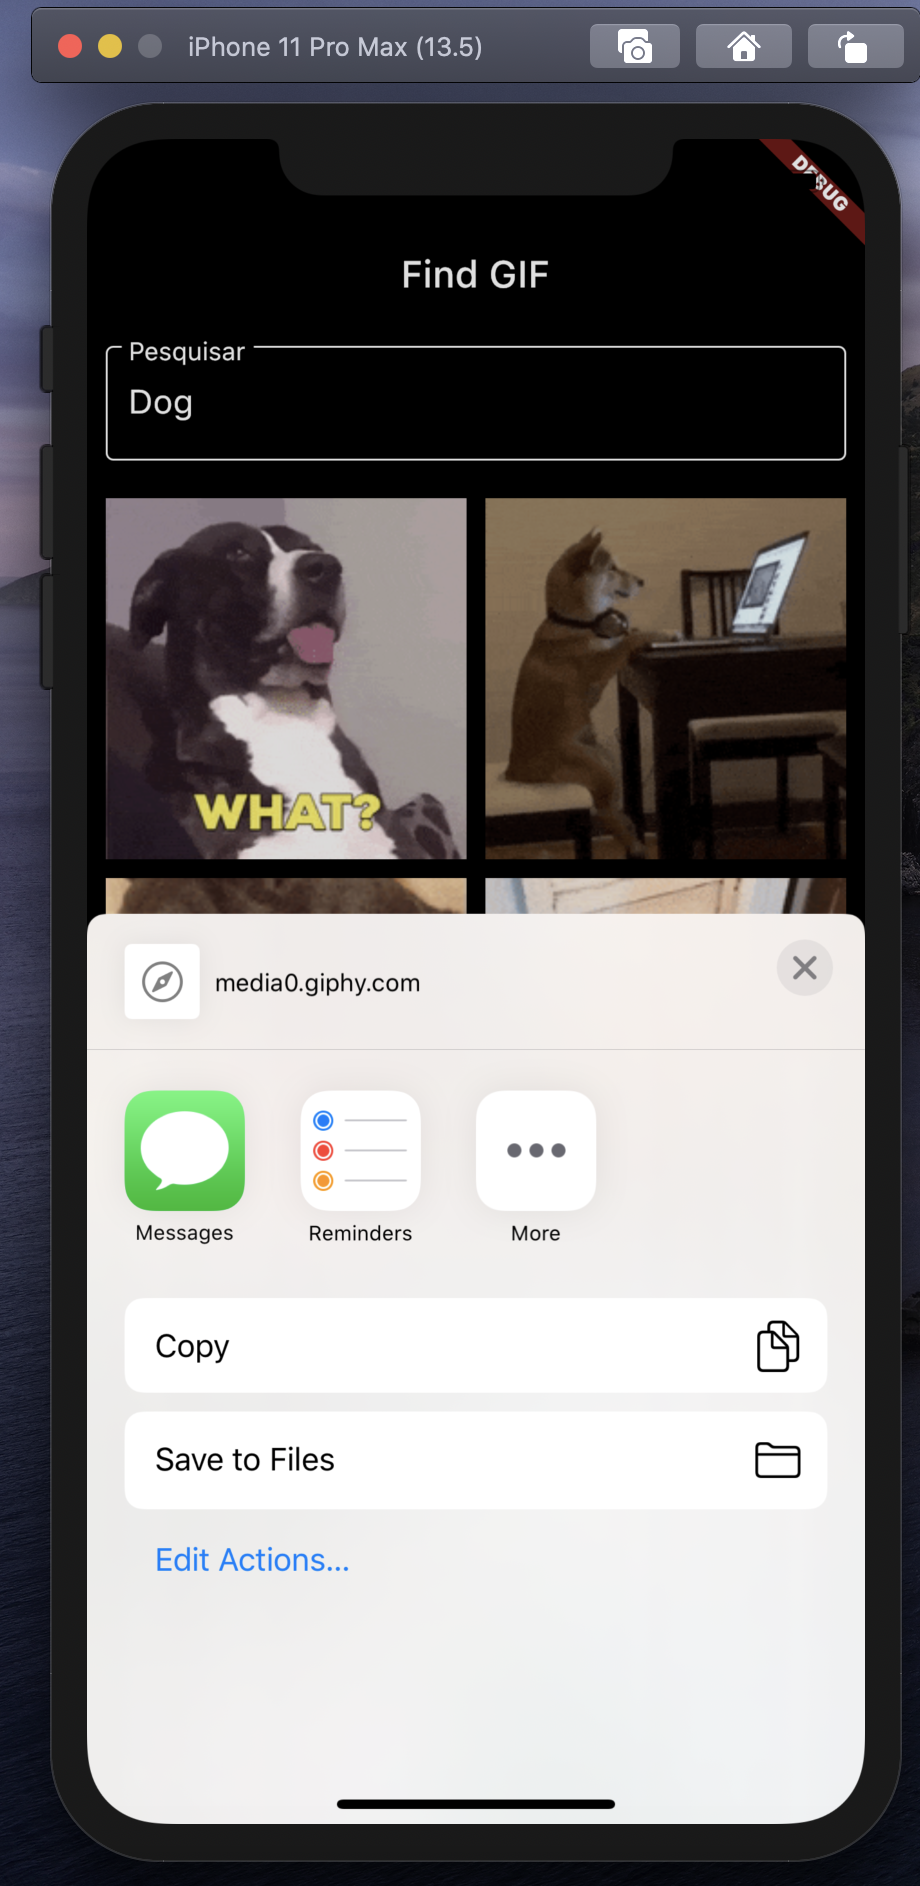 iPhone 11 Pro Max (13.5)
DEBUG
Find GIF
Pesquisar
Dog
WHAT?
media0.giphy.com
Messages
Reminders
More
Copy
Save to Files
Edit Actions...